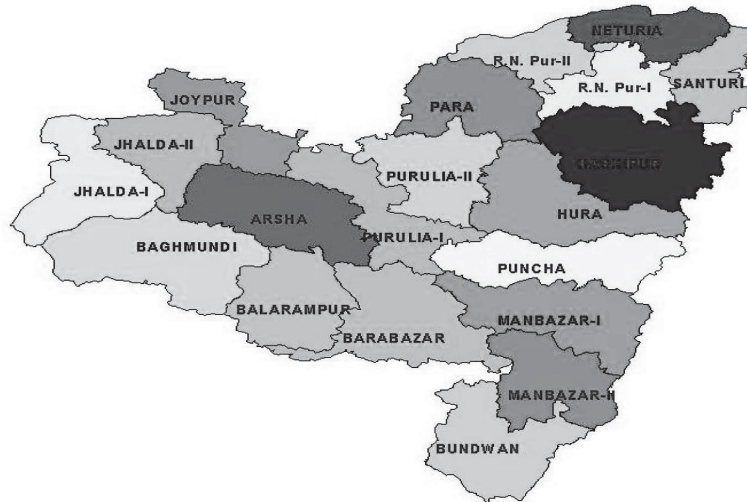 NETURIA
R.N. Pur-II
R.N. Pur-I
SANTURI
JOYPUR
PARA
JHALDA-II
KASHIPUR
PURULIA-II
JHALDA-I
ARSHA
HURA
PURULIA-I
BAGHMUNDI
PUNCHA
BALARAMPUR
MANBAZAR-I
BARABAZAR
MANBAZAR-II
BUNDWAN